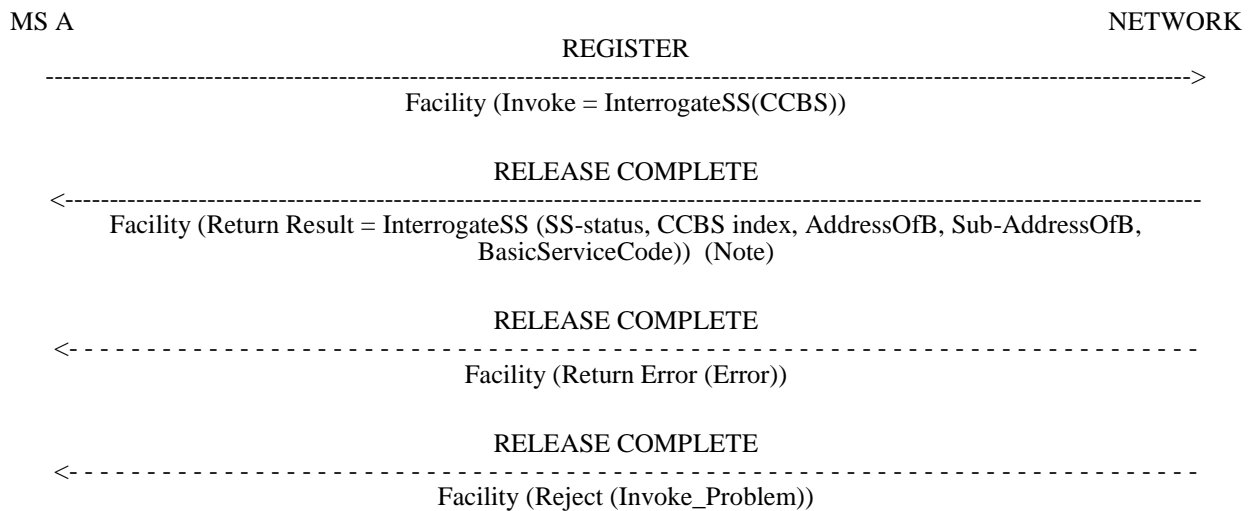 MS A NETWORK
REGISTER
------------------------------------------------------------------------------------------------------------------------------------>
Facility (Invoke = InterrogateSS(CCBS))
RELEASE COMPLETE
<------------------------------------------------------------------------------------------------------------------------------------
Facility (Return Result = InterrogateSS (SS-status, CCBS index, AddressOfB, Sub-AddressOfB,
BasicServiceCode)) (Note)
RELEASE COMPLETE
<- - - - - - - - - - - - - - - - - - - - - - - - - - - - - - - - - - - - - - - - - - - - - - - - - - - - - - - - - - - - - - - - - - - - - - - -
Facility (Return Error (Error))
RELEASE COMPLETE
<- - - - - - - - - - - - - - - - - - - - - - - - - - - - - - - - - - - - - - - - - - - - - - - - - - - - - - - - - - - - - - - - - - - - - - - -
Facility (Reject (Invoke_Problem))